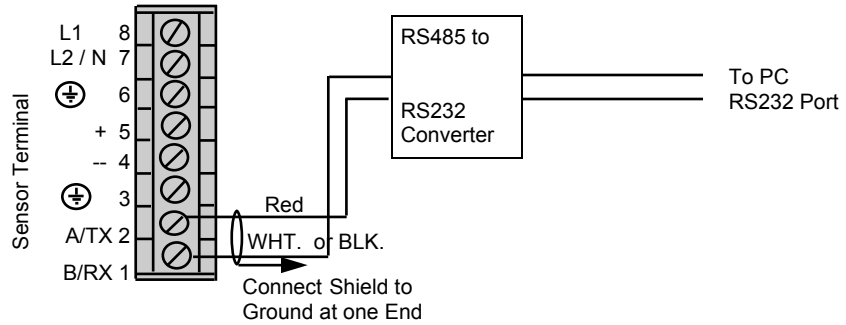 Sensor Terminal
L1 8
L2 / N 7
6
+ 5
-- 4
3
A/TX 2
B/RX 1
Red
WHT. or BLK.
Connect Shield to
Ground at one End
RS485 to
RS232
Converter
To PC
RS232 Port